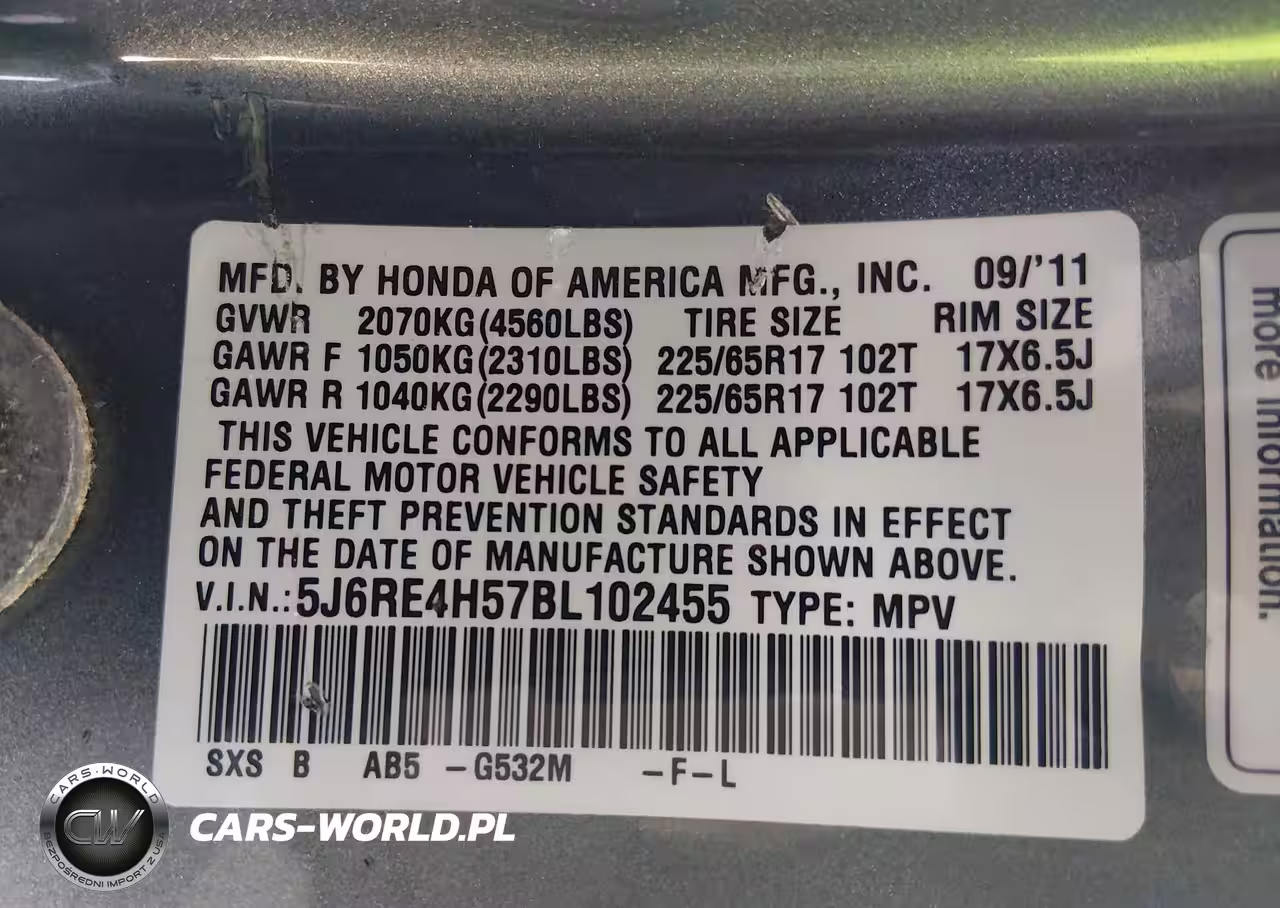 MFD. BY HONDA OF AMERICA MFG., INC. 09/'11
GVWR 2070KG(4560LBS) TIRE SIZE RIM SIZE
GAWR F 1050KG(2310LBS) 225/65R17 102T 17X6.5J
GAWR R 1040KG(2290LBS) 225/65R17 102T 17X6.5J
THIS VEHICLE CONFORMS TO ALL APPLICABLE
FEDERAL MOTOR VEHICLE SAFETY
AND THEFT PREVENTION STANDARDS IN EFFECT
ON THE DATE OF MANUFACTURE SHOWN ABOVE.
V.I.N.: 5J6RE4H57BL102455 TYPE: MPV
SXS B AB5 -G532M -F-L
more information.
CARS-WORLD
CW
BEZPOŚREDNI IMPORT Z USA
CARS-WORLD.PL